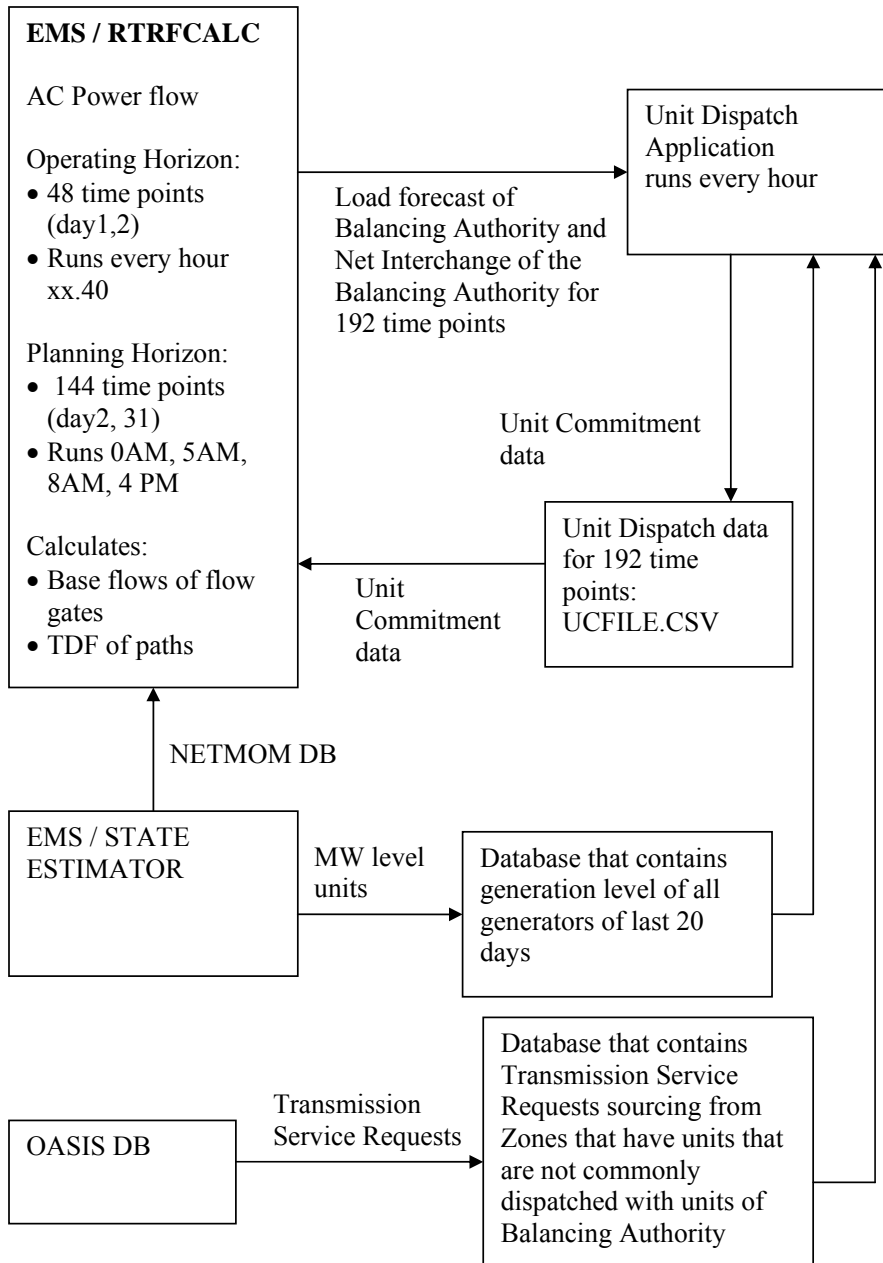 EMS / RTRFCALC
AC Power flow
Operating Horizon:
• 48 time points
(day1,2)
• Runs every hour
xx.40
Planning Horizon:
• 144 time points
(day2, 31)
• Runs 0AM, 5AM,
8AM, 4 PM
Calculates:
• Base flows of flow
gates
• TDF of paths
Load forecast of
Balancing Authority and
Net Interchange of the
Balancing Authority for
192 time points
Unit Dispatch
Application
runs every hour
Unit Commitment
data
Unit Dispatch data
for 192 time
points:
UCFILE.CSV
Unit
Commitment
data
NETMOM DB
EMS / STATE
ESTIMATOR
MW level
units
Database that contains
generation level of all
generators of last 20
days
OASIS DB
Transmission
Service Requests
Database that contains
Transmission Service
Requests sourcing from
Zones that have units that
are not commonly
dispatched with units of
Balancing Authority